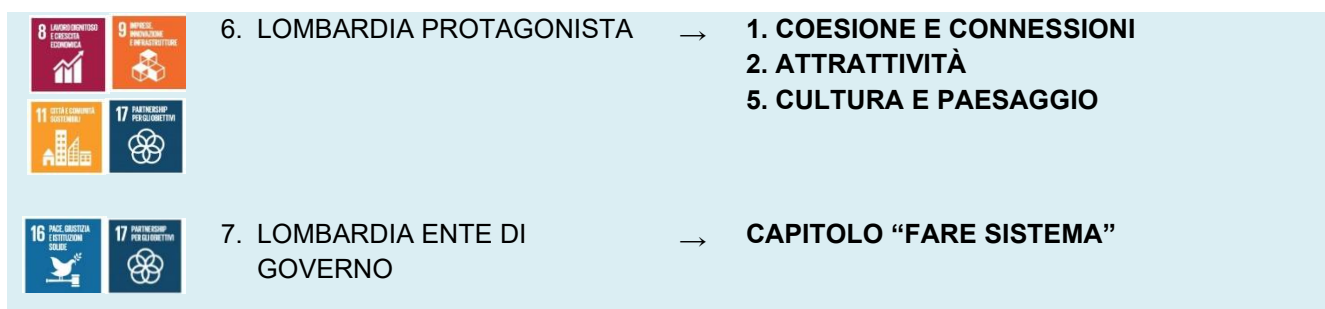 8 LAVORO DIGNITOSO
E CRESCITA
ECONOMICA
9 IMPRESE,
INNOVAZIONE
E INFRASTRUTTURE
11 CITTÀ E COMUNITÀ
SOSTENIBILI
17 PARTNERSHIP
PER GLI OBIETTIVI
6. LOMBARDIA PROTAGONISTA → 1. COESIONE E CONNESSIONI
2. ATTRATTIVITÀ
5. CULTURA E PAESAGGIO
16 PACE, GIUSTIZIA
E ISTITUZIONI
SOLIDE
17 PARTNERSHIP
PER GLI OBIETTIVI
7. LOMBARDIA ENTE DI → CAPITOLO “FARE SISTEMA”
GOVERNO